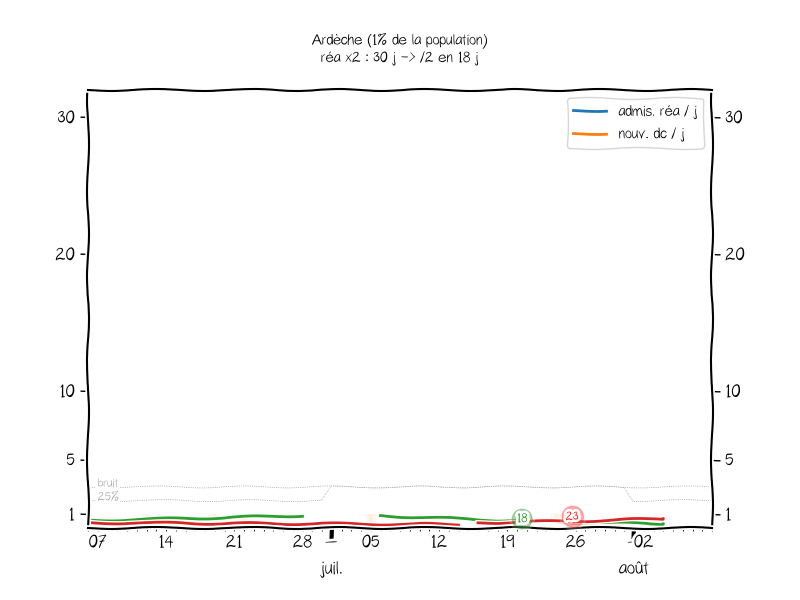 Ardèche (1% de la population)
réa x2 : 30 j -> /2 en 18 j
admis. réa / j
nouv. dc / j
30
30
20
20
10
10
5
5
bruit
25%
1
1
18
23
07 14 21 28 05 12 19 26 02
juil. août